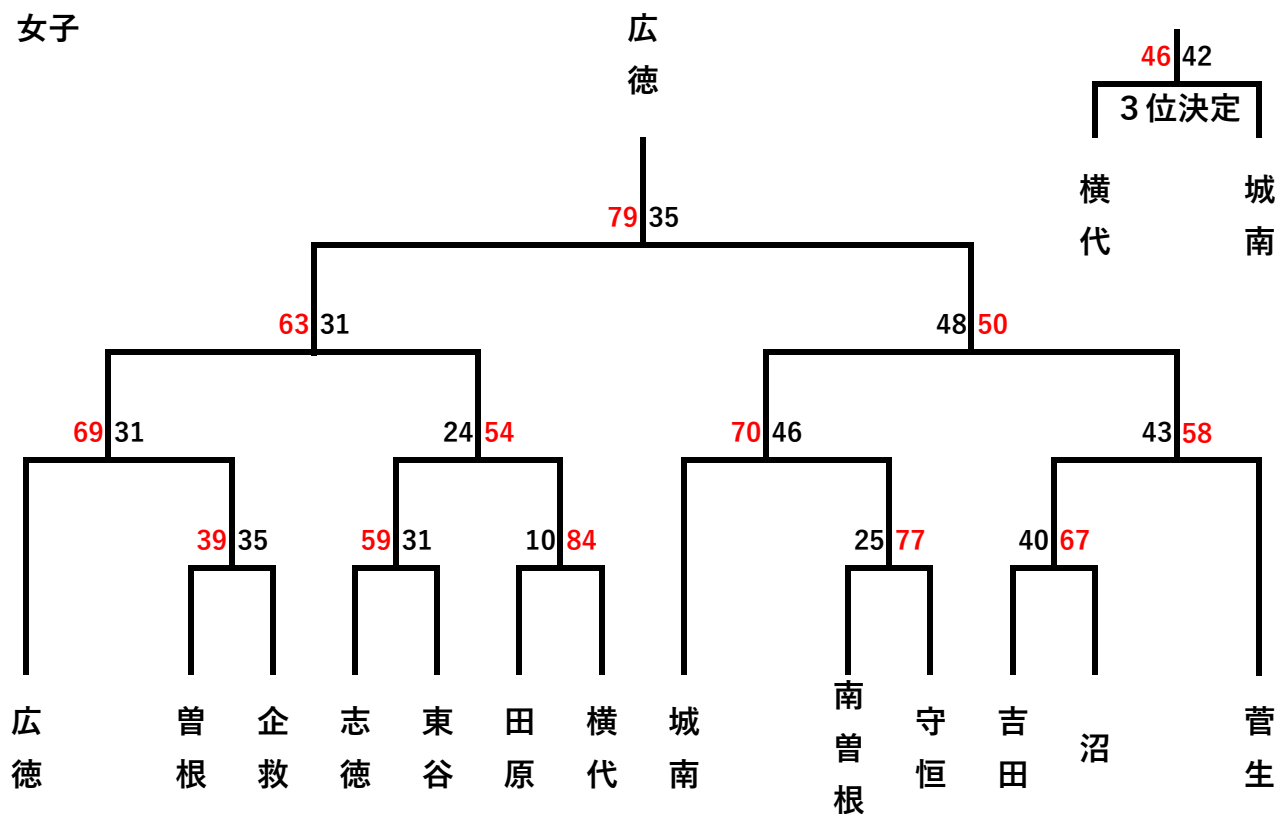 女子
広徳
46 42
３位決定
横代 城南
79 35
63 31 48 50
69 31 24 54 70 46 43 58
39 35 59 31 10 84 25 77 40 67
広徳 曽根 企救 志徳 東谷 田原 横代 城南 南曽根 守恒 吉田 沼 菅生